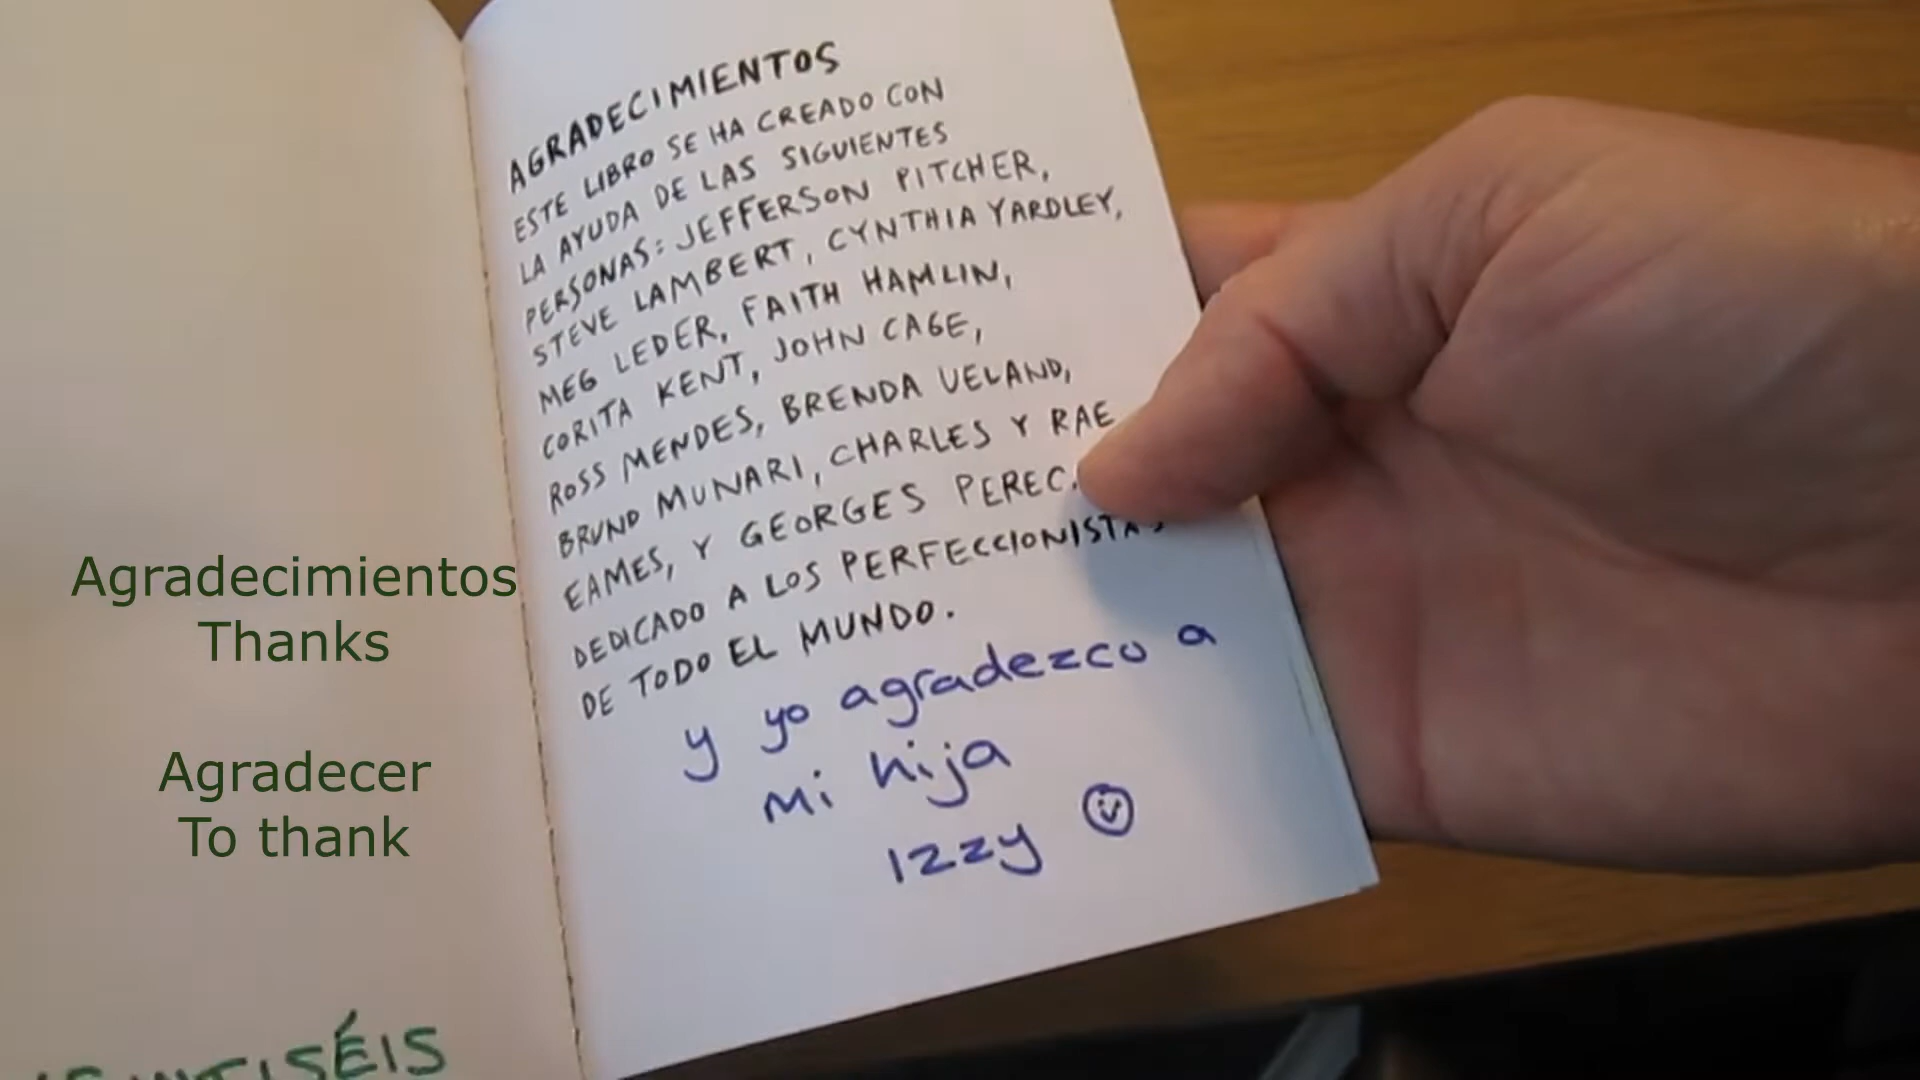 AGRADECIMIENTOS
ESTE LIBRO SE HA CREADO CON
LA AYUDA DE LAS SIGUIENTES
PERSONAS: JEFFERSON PITCHER,
STEVE LAMBERT, CYNTHIA YARDLEY,
MEG LEDER, FAITH HAMLIN,
CORITA KENT, JOHN CAGE,
ROSS MENDES, BRENDA UELAND,
BRUNO MUNARI, CHARLES Y RAE
EAMES, Y GEORGES PEREC.
DEDICADO A LOS PERFECCIONISTAS
DE TODO EL MUNDO.
y yo agradezco a
mi hija
Izzy
Agradecimientos
Thanks
Agradecer
To thank